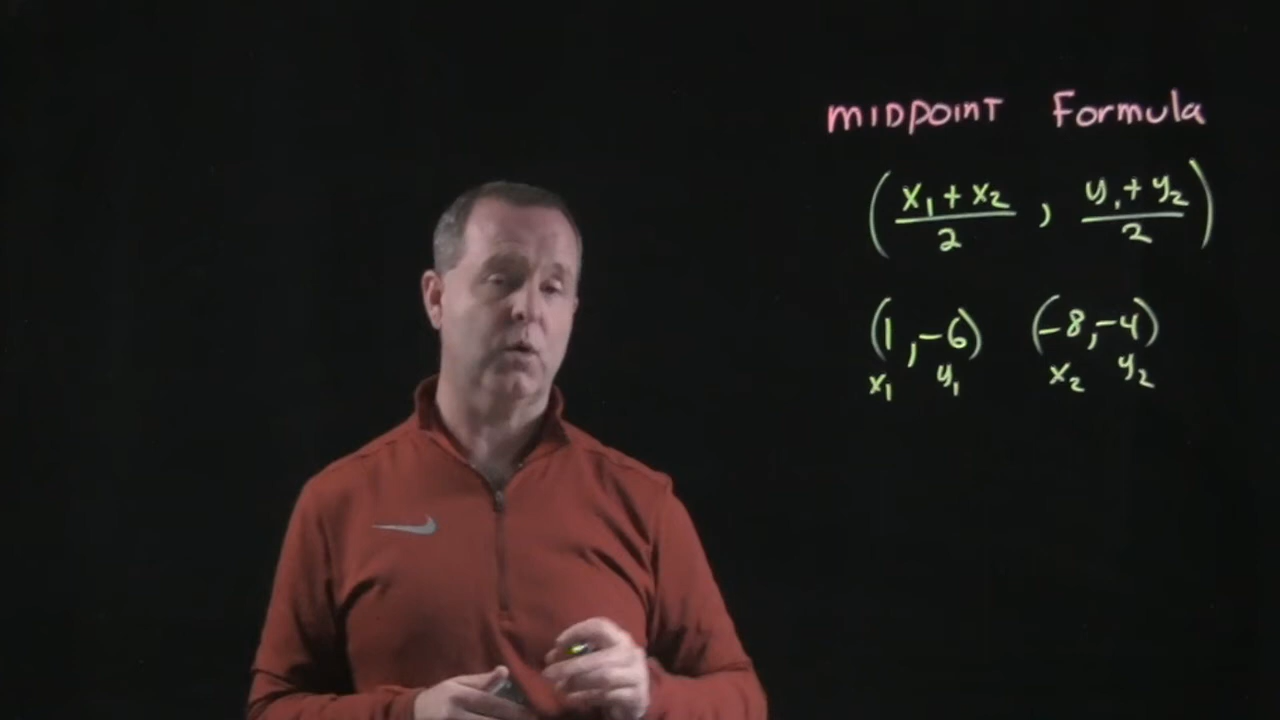 MIDPOINT Formula
(x₁ + x₂ / 2 , y₁ + y₂ / 2)
(1, -6) (-8, -4)
x₁ y₁ x₂ y₂